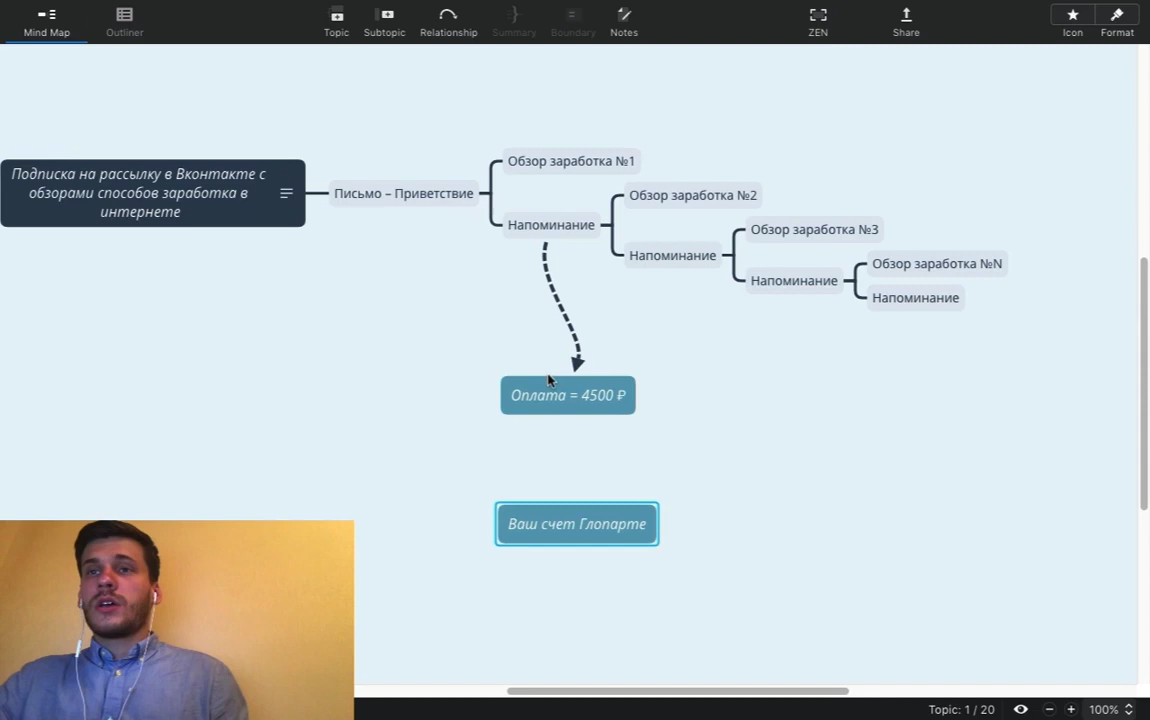 Mind Map
Outliner
Topic
Subtopic
Relationship
Summary
Boundary
Notes
ZEN
Share
Icon
Format
Подписка на рассылку в Вконтакте с
обзорами способов заработка в
интернете
Письмо – Приветствие
Обзор заработка №1
Напоминание
Обзор заработка №2
Напоминание
Обзор заработка №3
Напоминание
Обзор заработка №N
Напоминание
Оплата = 4500 ₽
Ваш счет Глопарте
Topic: 1 / 20
100%